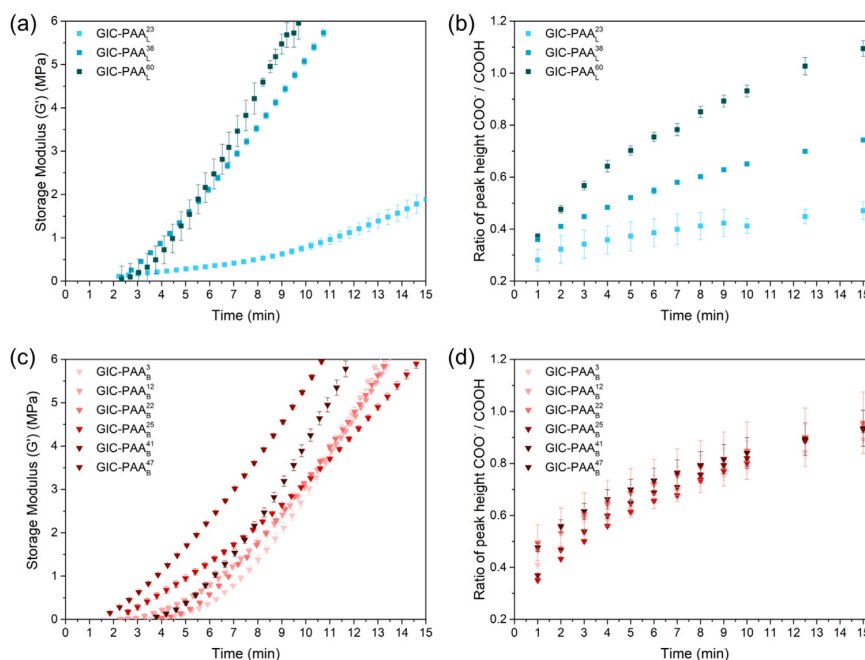 (a)
GIC-PAA_L^23
GIC-PAA_L^38
GIC-PAA_L^60
Storage Modulus (G') (MPa)
6
5
4
3
2
1
0
0 1 2 3 4 5 6 7 8 9 10 11 12 13 14 15
Time (min)
(b)
GIC-PAA_L^23
GIC-PAA_L^38
GIC-PAA_L^60
Ratio of peak height COO⁻ / COOH
1.2
1.0
0.8
0.6
0.4
0.2
0 1 2 3 4 5 6 7 8 9 10 11 12 13 14 15
Time (min)
(c)
GIC-PAA_B^3
GIC-PAA_B^12
GIC-PAA_B^22
GIC-PAA_B^25
GIC-PAA_B^41
GIC-PAA_B^47
Storage Modulus (G') (MPa)
6
5
4
3
2
1
0
0 1 2 3 4 5 6 7 8 9 10 11 12 13 14 15
Time (min)
(d)
GIC-PAA_B^3
GIC-PAA_B^12
GIC-PAA_B^22
GIC-PAA_B^25
GIC-PAA_B^41
GIC-PAA_B^47
Ratio of peak height COO⁻ / COOH
1.2
1.0
0.8
0.6
0.4
0.2
0 1 2 3 4 5 6 7 8 9 10 11 12 13 14 15
Time (min)